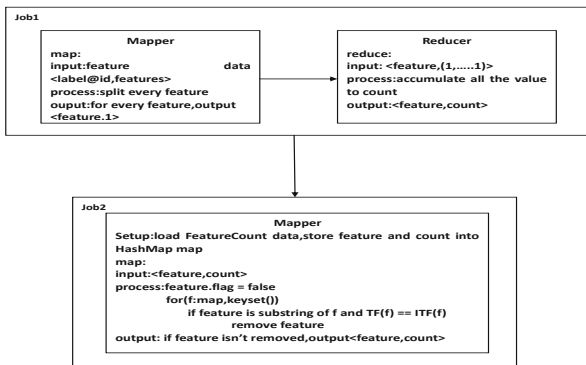 Job1
Mapper
map:
input:feature data
<label@id,features>
process:split every feature
ouput:for every feature,output
<feature.1>
Reducer
reduce:
input: <feature,(1,.....1)>
process:accumulate all the value
to count
output:<feature,count>
Job2
Mapper
Setup:load FeatureCount data,store feature and count into
HashMap map
map:
input:<feature,count>
process:feature.flag = false
for(f:map,keyset())
if feature is substring of f and TF(f) == ITF(f)
remove feature
output: if feature isn't removed,output<feature,count>